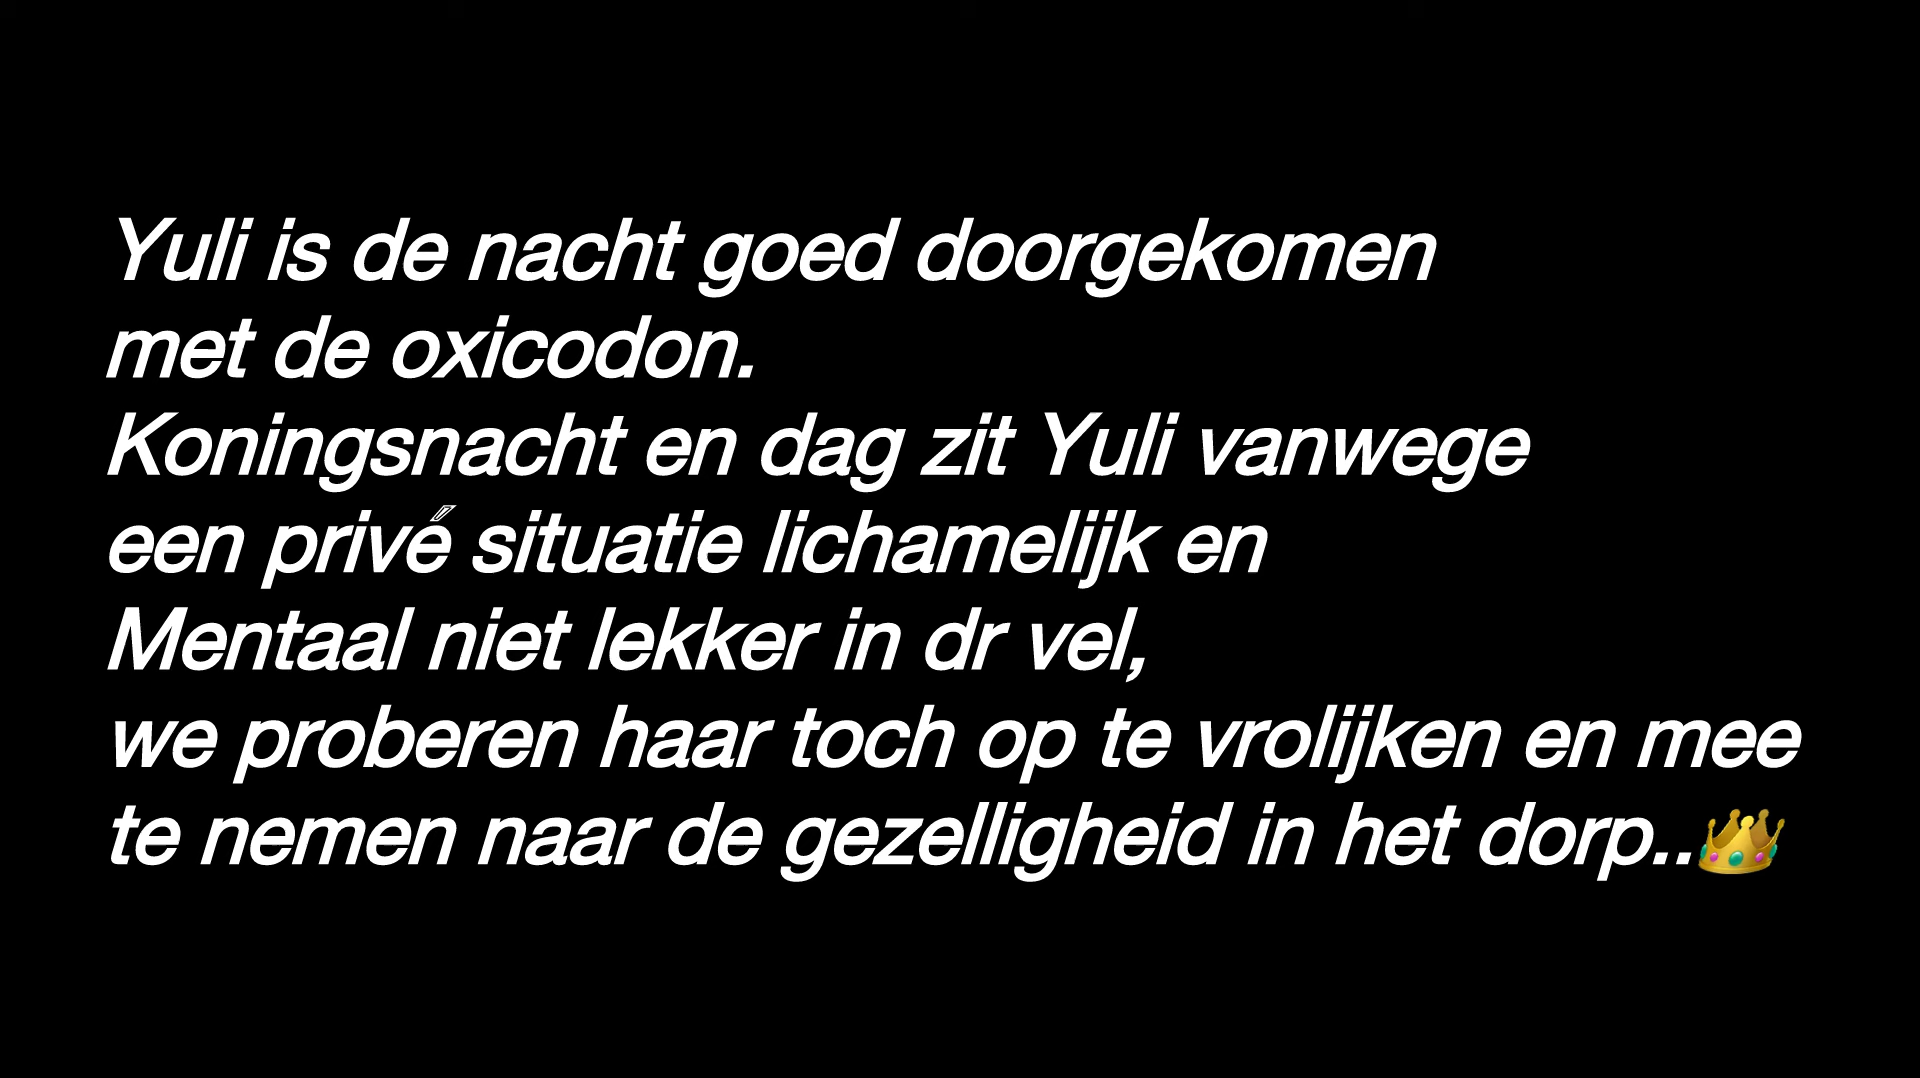 Yuli is de nacht goed doorgekomen
met de oxicodon.
Koningsnacht en dag zit Yuli vanwege
een privé situatie lichamelijk en
Mentaal niet lekker in dr vel,
we proberen haar toch op te vrolijken en mee
te nemen naar de gezelligheid in het dorp..👑